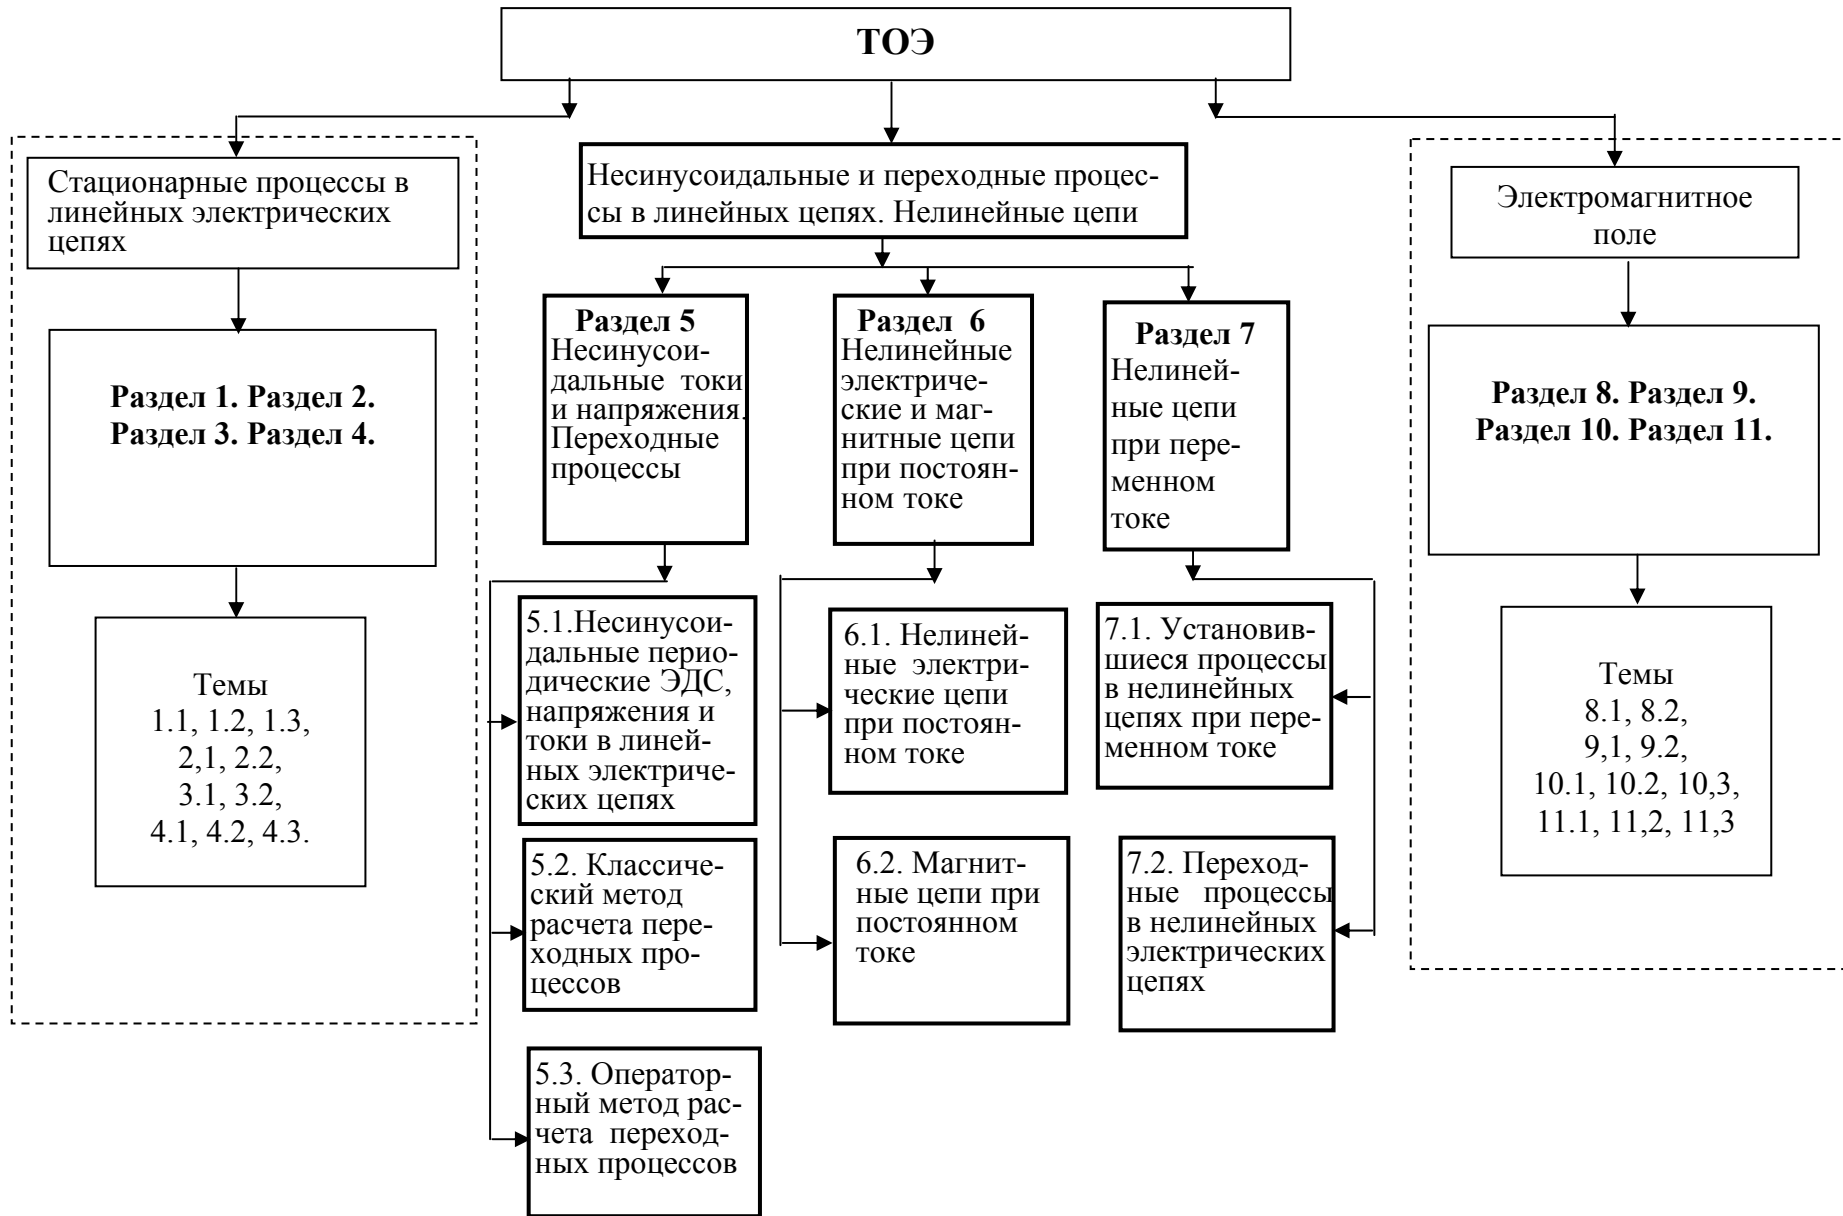 ТОЭ
Стационарные процессы в
линейных электрических
цепях
Несинусоидальные и переходные процес-
сы в линейных цепях. Нелинейные цепи
Электромагнитное
поле
Раздел 1. Раздел 2.
Раздел 3. Раздел 4.
Раздел 5
Несинусои-
дальные токи
и напряжения.
Переходные
процессы
Раздел 6
Нелинейные
электриче-
ские и маг-
нитные цепи
при постоян-
ном токе
Раздел 7
Нелиней-
ные цепи
при пере-
менном
токе
Раздел 8. Раздел 9.
Раздел 10. Раздел 11.
Темы
1.1, 1.2, 1.3,
2,1, 2.2,
3.1, 3.2,
4.1, 4.2, 4.3.
5.1.Несинусои-
дальные перио-
дические ЭДС,
напряжения и
токи в линей-
ных электриче-
ских цепях
5.2. Классиче-
ский метод
расчета пере-
ходных про-
цессов
5.3. Оператор-
ный метод рас-
чета переход-
ных процессов
6.1. Нелиней-
ные электри-
ческие цепи
при постоян-
ном токе
6.2. Магнит-
ные цепи при
постоянном
токе
7.1. Установив-
шиеся процессы
в нелинейных
цепях при пере-
менном токе
7.2. Переход-
ные процессы
в нелинейных
электрических
цепях
Темы
8.1, 8.2,
9,1, 9.2,
10.1, 10.2, 10,3,
11.1, 11,2, 11,3